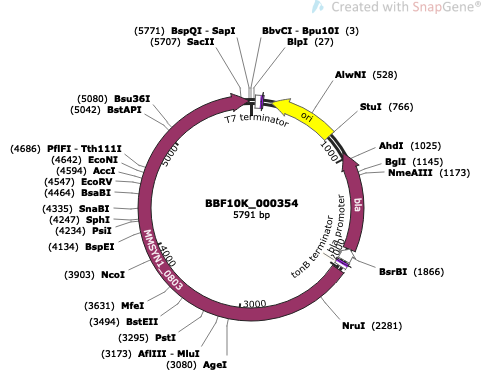 Created with SnapGene®
(5771) BspQI - SapI
(5707) SacII
BbvCI - Bpu10I (3)
BlpI (27)
AlwNI (528)
StuI (766)
AhdI (1025)
BglI (1145)
NmeAIII (1173)
BsrBI (1866)
NruI (2281)
(5080) Bsu36I
(5042) BstAPI
(4686) PflFI - Tth111I
(4642) EcoNI
(4594) AccI
(4547) EcoRV
(4464) BsaBI
(4335) SnaBI
(4247) SphI
(4234) PsiI
(4134) BspEI
(3903) NcoI
(3631) MfeI
(3494) BstEII
(3295) PstI
(3173) AflIII - MluI
(3080) AgeI
T7 terminator
ori
bla
bla promoter
tonB terminator
MMSYN1_0803
1000
2000
3000
4000
5000
BBF10K_000354
5791 bp